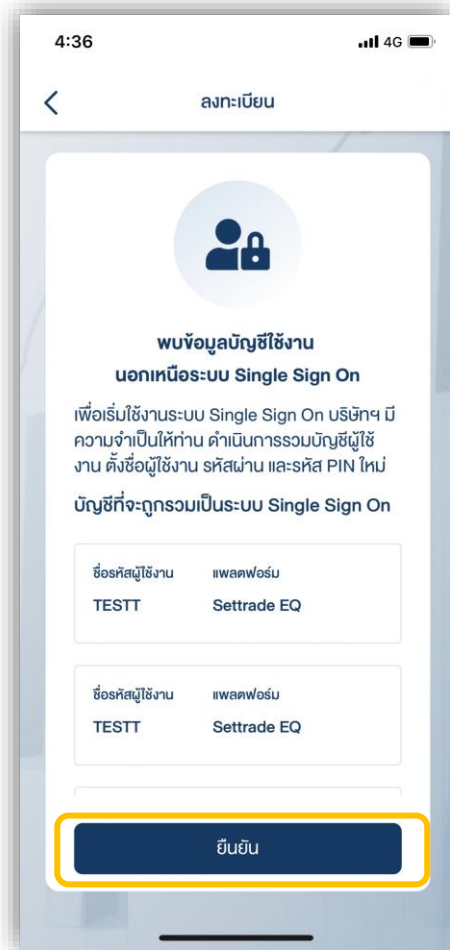 4:36
4G
ลงทะเบียน
พบข้อมูลบัญชีใช้งาน
นอกเหนือระบบ Single Sign On
เพื่อเริ่มใช้งานระบบ Single Sign On บริษัทฯ มี
ความจำเป็นให้ท่าน ดำเนินการรวมบัญชีผู้ใช้
งาน ตั้งชื่อผู้ใช้งาน รหัสผ่าน และรหัส PIN ใหม่
บัญชีที่จะถูกรวมเป็นระบบ Single Sign On
ชื่อรหัสผู้ใช้งาน แพลตฟอร์ม
TESTT Settrade EQ
ชื่อรหัสผู้ใช้งาน แพลตฟอร์ม
TESTT Settrade EQ
ยืนยัน